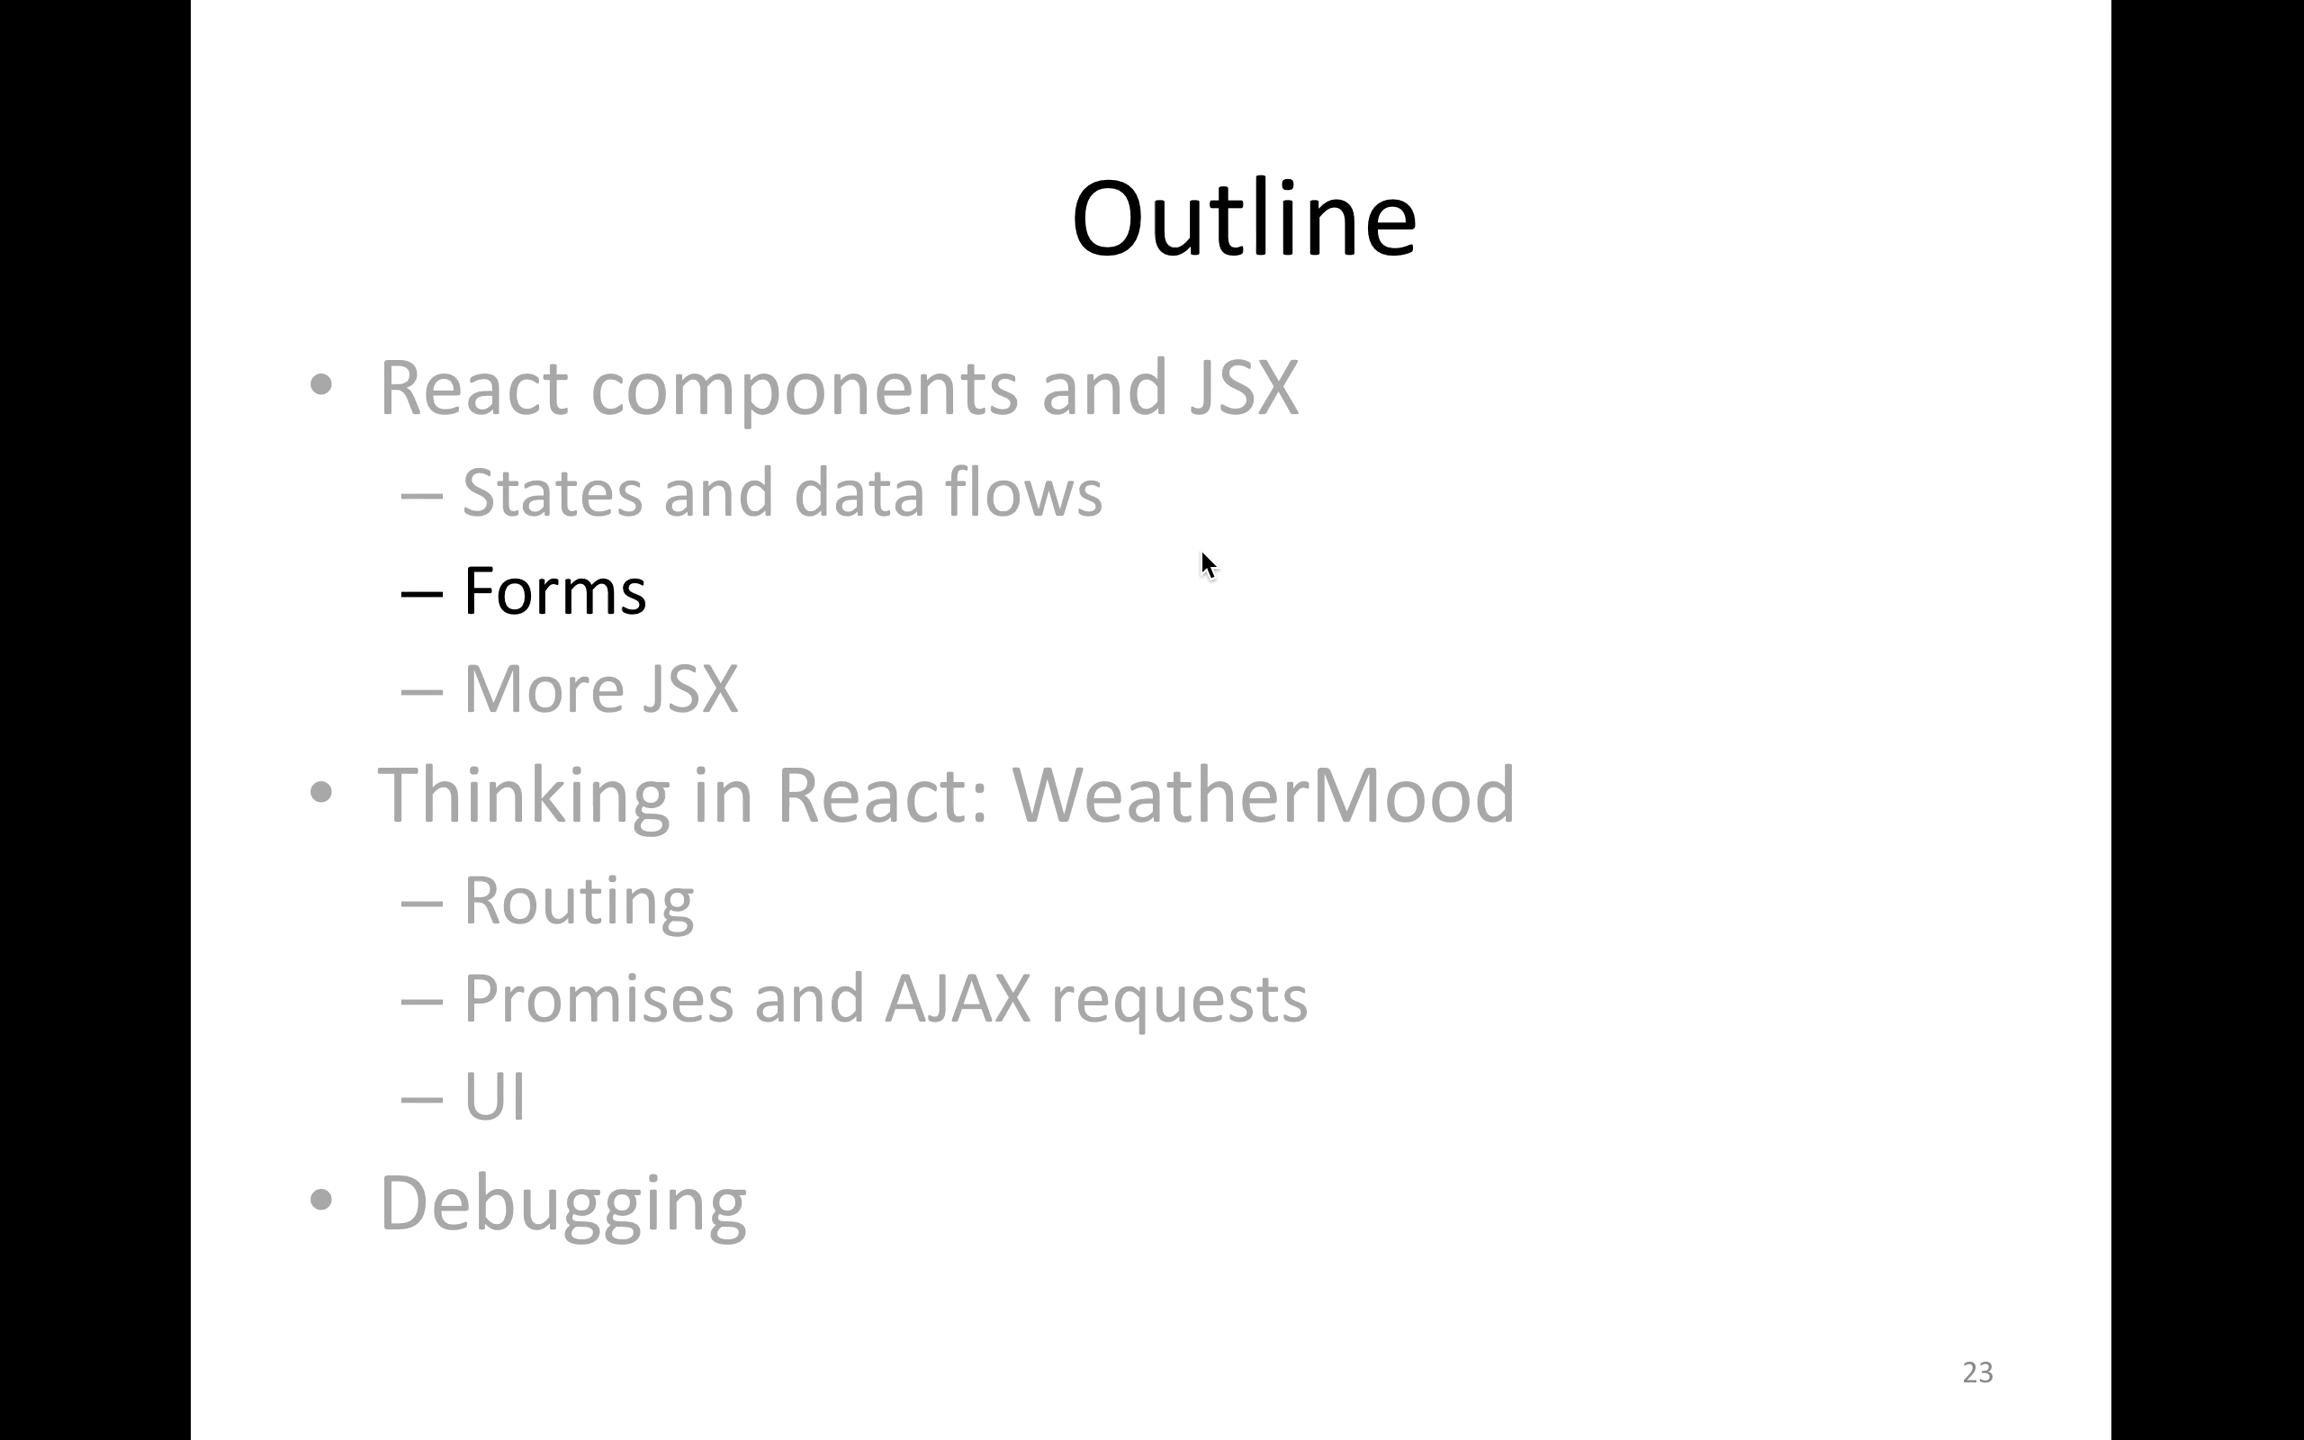 Outline
• React components and JSX
– States and data flows
– Forms
– More JSX
• Thinking in React: WeatherMood
– Routing
– Promises and AJAX requests
– UI
• Debugging
23